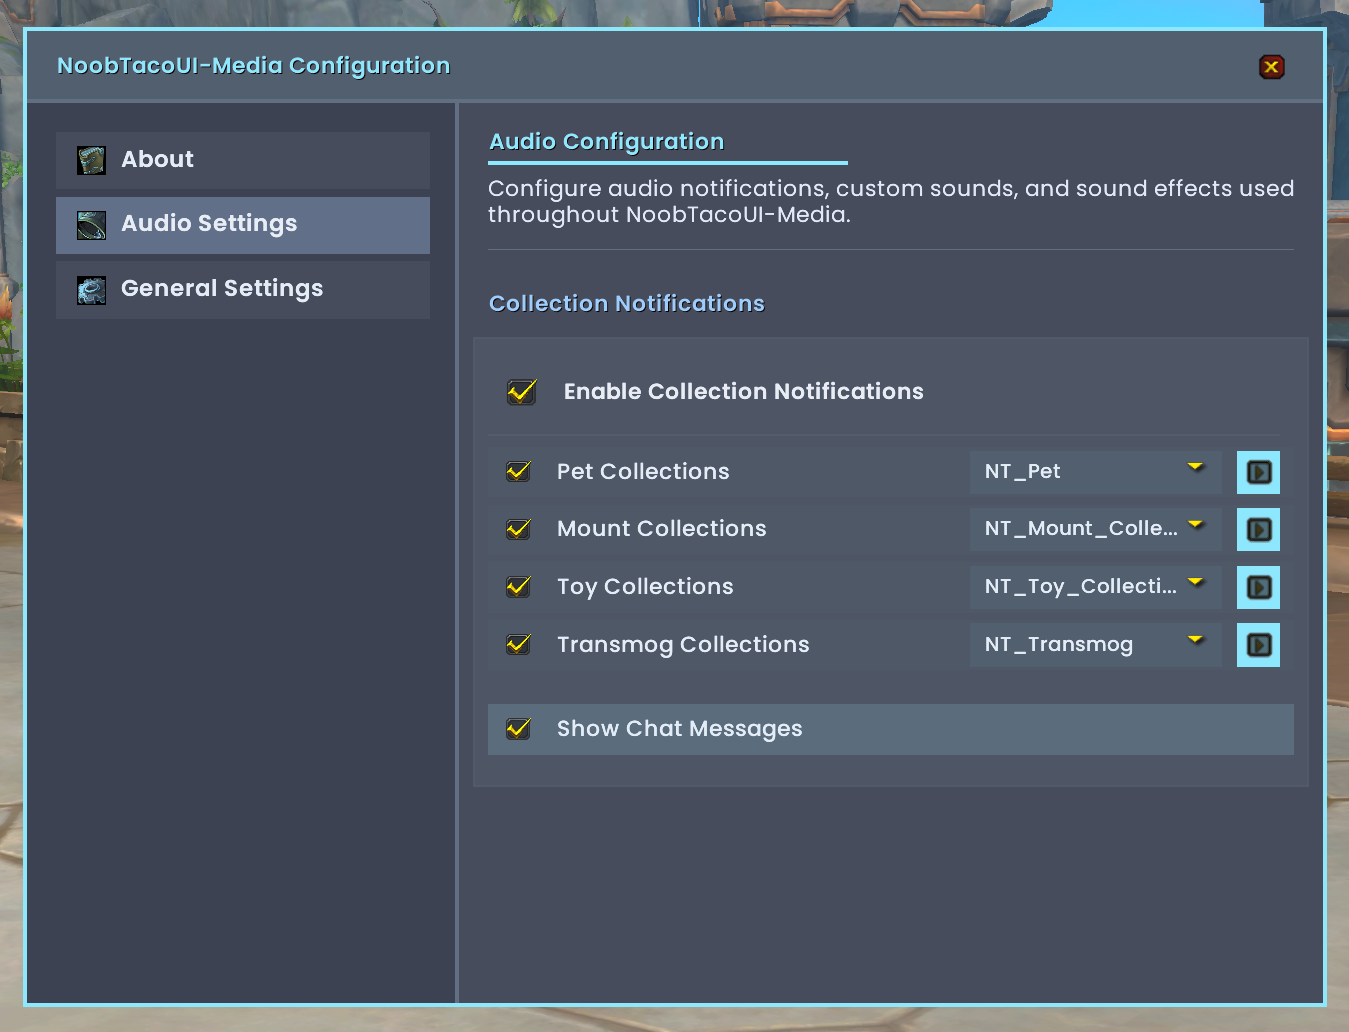 NoobTacoUI-Media Configuration
About
Audio Settings
General Settings
Audio Configuration
Configure audio notifications, custom sounds, and sound effects used
throughout NoobTacoUI-Media.
Collection Notifications
Enable Collection Notifications
Pet Collections
NT_Pet
Mount Collections
NT_Mount_Colle...
Toy Collections
NT_Toy_Collecti...
Transmog Collections
NT_Transmog
Show Chat Messages